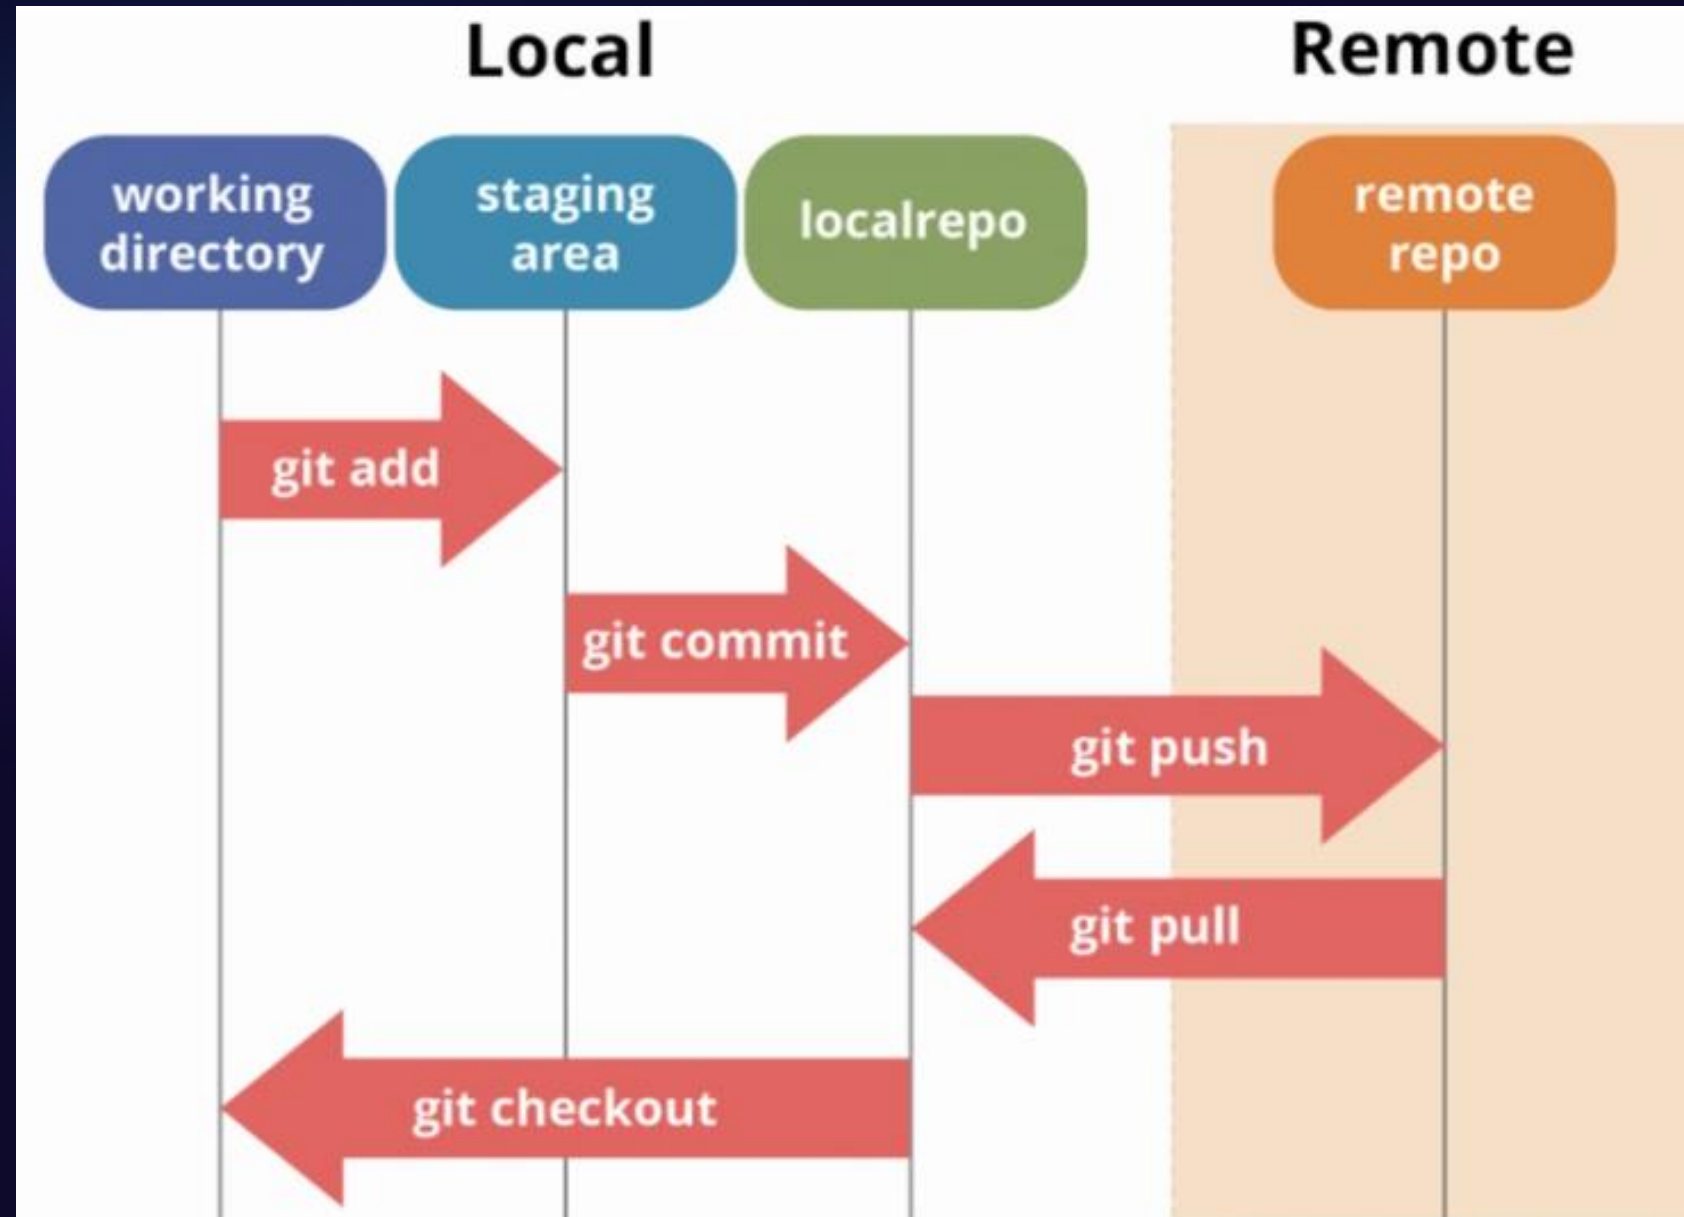 Local
Remote
working
directory
staging
area
localrepo
remote
repo
git add
git commit
git push
git pull
git checkout